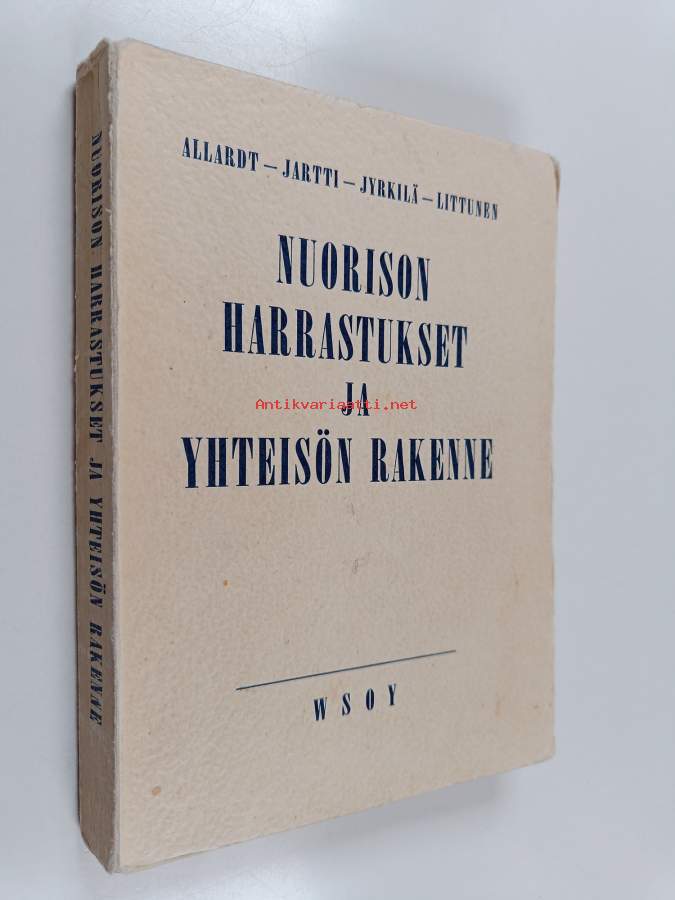 ALLARDT – JARTTI – JYRKILÄ – LITTUNEN
NUORISON
HARRASTUKSET
JA
YHTEISÖN RAKENNE
WSOY
NUORISON HARRASTUKSET JA YHTEISÖN RAKENNE
Antikvariaatti.net